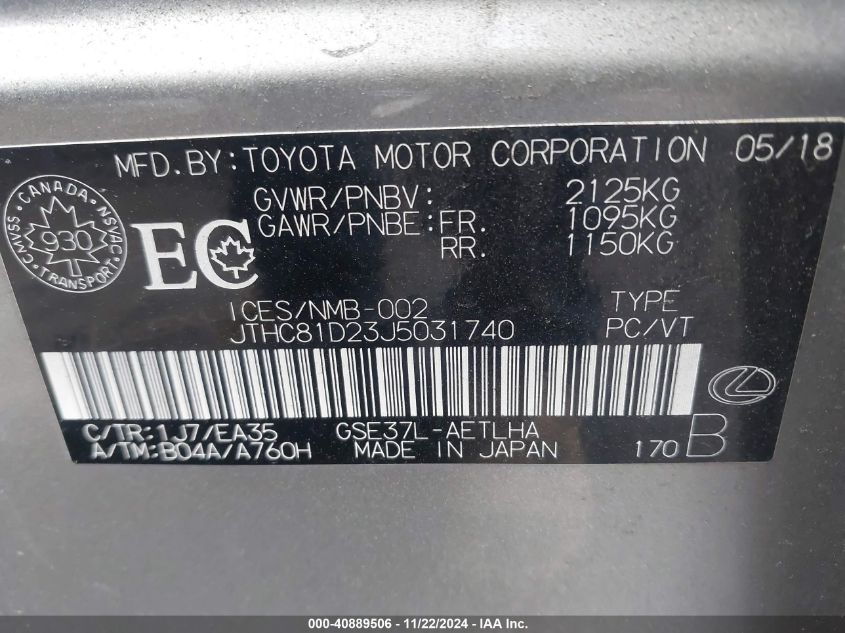 MFD.BY:TOYOTA MOTOR CORPORATION 05/18
GVWR/PNBV: 2125KG
GAWR/PNBE:FR. 1095KG
RR. 1150KG
CANADA
CMVSS NSVAC
930
TRANSPORT
EC
ICES/NMB-002 TYPE
JTHC81D23J5031740 PC/VT
C/TR:1J7/EA35 GSE37L-AETLHA
A/TM:B04A/A760H MADE IN JAPAN 170 B
000-40889506 - 11/22/2024 - IAA, Inc.